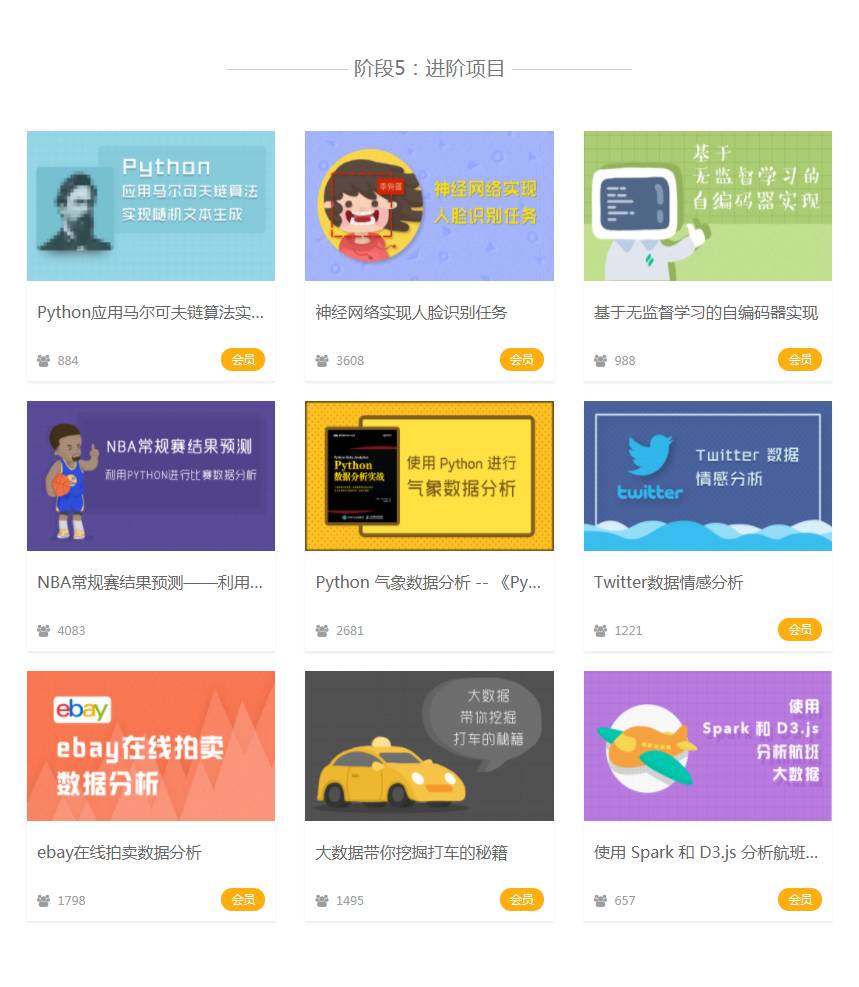 阶段5：进阶项目
Python
应用马尔可夫链算法
实现随机文本生成
Python应用马尔可夫链算法实...
884
会员
李狗蛋
神经网络实现
人脸识别任务
神经网络实现人脸识别任务
3608
会员
基于
无监督学习的
自编码器实现
基于无监督学习的自编码器实现
988
会员
NBA常规赛结果预测
利用PYTHON进行比赛数据分析
NBA常规赛结果预测——利用...
4083
Python
数据分析实战
使用 Python 进行
气象数据分析
Python 气象数据分析 -- 《Py...
2681
twitter
Twitter 数据
情感分析
Twitter数据情感分析
1221
会员
ebay
ebay在线拍卖
数据分析
ebay在线拍卖数据分析
1798
会员
大数据
带你挖掘
打车的秘籍
大数据带你挖掘打车的秘籍
1495
会员
使用
Spark 和 D3.js
分析航班
大数据
使用 Spark 和 D3.js 分析航班...
657
会员